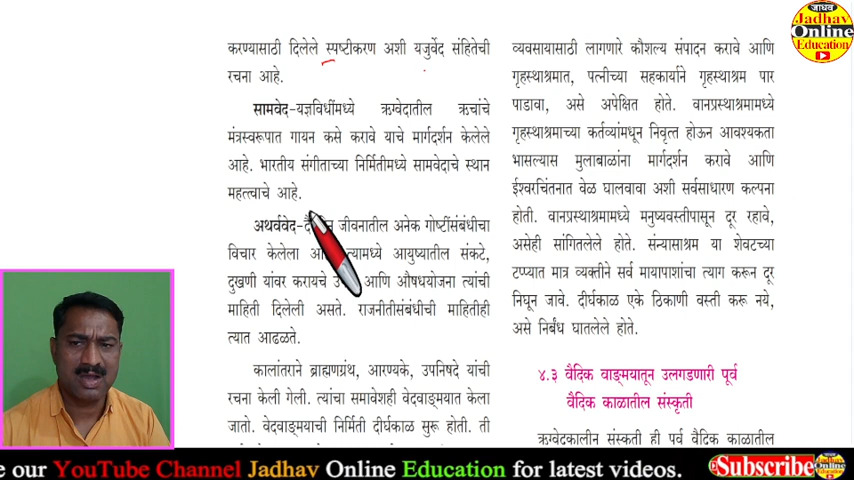 करण्यासाठी दिलेले स्पष्टीकरण अशी यजुर्वेद संहितेची
रचना आहे.
सामवेद-यज्ञविधींमध्ये ऋग्वेदातील ऋचांचे
मंत्रस्वरूपात गायन कसे करावे याचे मार्गदर्शन केलेले
आहे. भारतीय संगीताच्या निर्मितीमध्ये सामवेदाचे स्थान
महत्त्वाचे आहे.
अथर्ववेद- जीवनातील अनेक गोष्टींसंबंधीचा
विचार केलेला त्यामध्ये आयुष्यातील संकटे,
दुखणी यांवर करायचे आणि औषधयोजना त्यांची
माहिती दिलेली असते. राजनीतीसंबंधीची माहितीही
त्यात आढळते.
कालांतराने ब्राह्मणग्रंथ, आरण्यके, उपनिषदे यांची
रचना केली गेली. त्यांचा समावेशही वेदवाङ्‌मयात केला
जातो. वेदवाङ्‌मयाची निर्मिती दीर्घकाळ सुरू होती. ती
व्यवसायासाठी लागणारे कौशल्य संपादन करावे आणि
गृहस्थाश्रमात, पत्नीच्या सहकार्याने गृहस्थाश्रम पार
पाडावा, असे अपेक्षित होते. वानप्रस्थाश्रमामध्ये
गृहस्थाश्रमाच्या कर्तव्यांमधून निवृत्त होऊन आवश्यकता
भासल्यास मुलाबाळांना मार्गदर्शन करावे आणि
ईश्वरचिंतनात वेळ घालवावा अशी सर्वसाधारण कल्पना
होती. वानप्रस्थाश्रमामध्ये मनुष्यवस्तीपासून दूर रहावे,
असेही सांगितलेले होते. संन्यासाश्रम या शेवटच्या
टप्प्यात मात्र व्यक्तीने सर्व मायापाशांचा त्याग करून दूर
निघून जावे. दीर्घकाळ एके ठिकाणी वस्ती करू नये,
असे निर्बंध घातलेले होते.
४.३ वैदिक वाङ्‌मयातून उलगडणारी पूर्व
वैदिक काळातील संस्कृती
ऋग्वेदकालीन संस्कृती ही पूर्व वैदिक काळातील
जाधव
Jadhav
Online
Education
e our YouTube Channel Jadhav Online Education for latest videos.
Subscribe